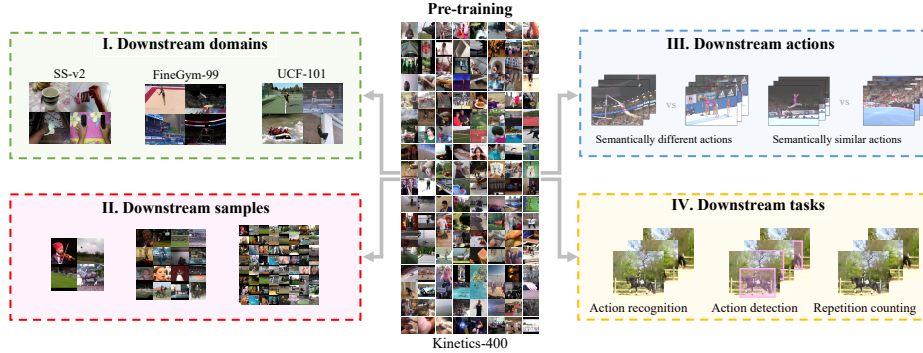 Pre-training
I. Downstream domains
SS-v2
FineGym-99
UCF-101
II. Downstream samples
III. Downstream actions
vs
vs
Semantically different actions
Semantically similar actions
IV. Downstream tasks
Action recognition
Action detection
Repetition counting
Kinetics-400